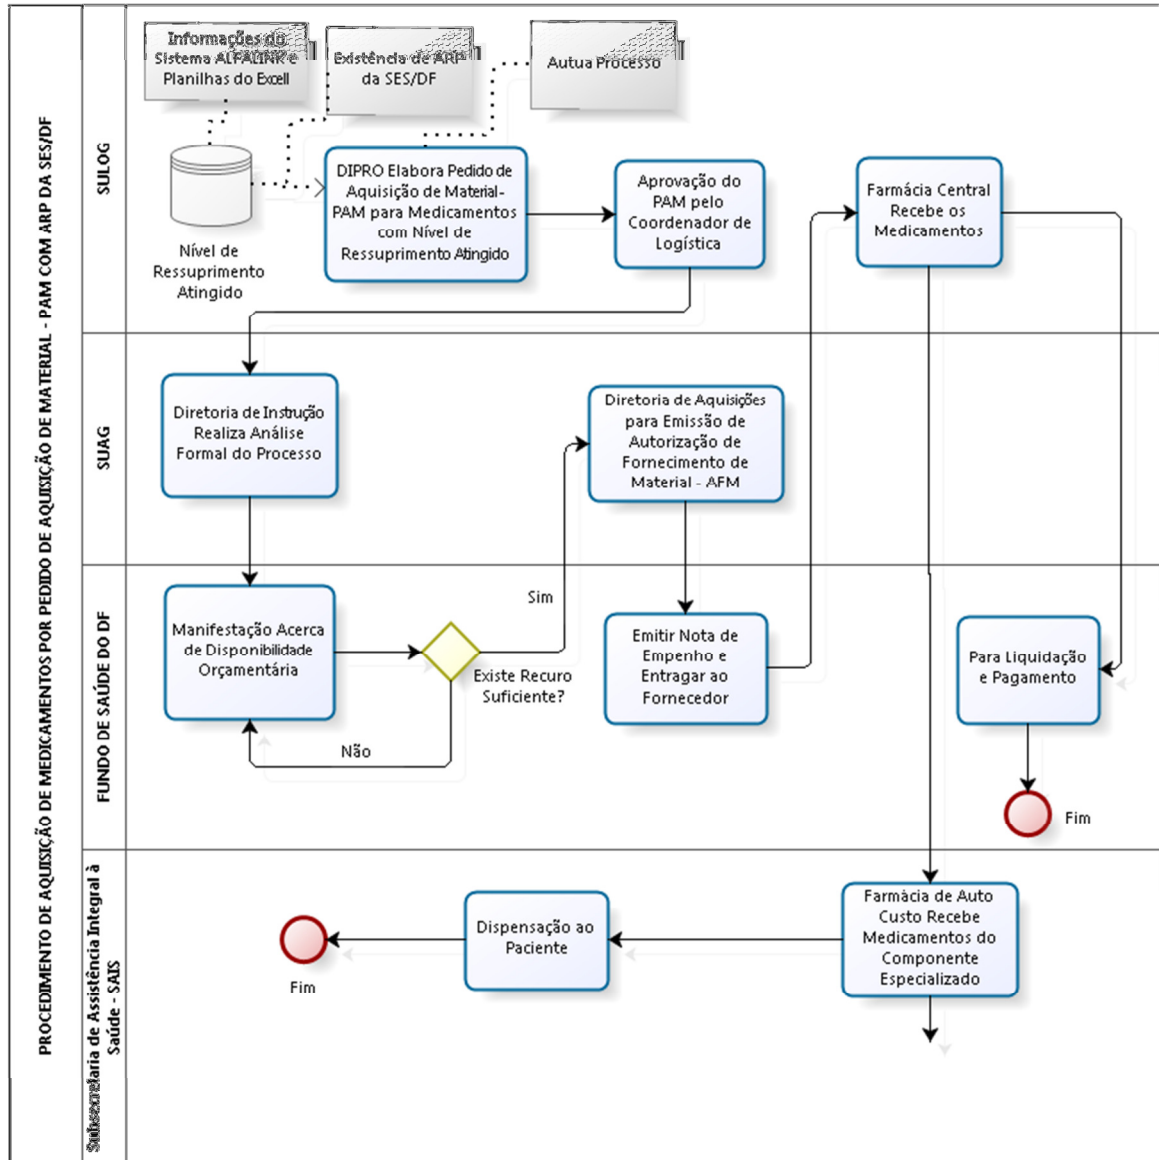 PROCEDIMENTO DE AQUISIÇÃO DE MEDICAMENTOS POR PEDIDO DE AQUISIÇÃO DE MATERIAL - PAM COM ARP DA SES/DF
SULOG
Informações do
Sistema ALFALINK e
Planilhas do Excell
Existência de ARP
da SES/DF
Autua Processo
Nível de
Ressuprimento
Atingido
DIPRO Elabora Pedido de
Aquisição de Material-
PAM para Medicamentos
com Nível de
Ressuprimento Atingido
Aprovação do
PAM pelo
Coordenador de
Logística
Farmácia Central
Recebe os
Medicamentos
SUAG
Diretoria de Instrução
Realiza Análise
Formal do Processo
Diretoria de Aquisições
para Emissão de
Autorização de
Fornecimento de
Material - AFM
FUNDO DE SAÚDE DO DF
Manifestação Acerca
de Disponibilidade
Orçamentária
Sim
Existe Recuro
Suficiente?
Não
Emitir Nota de
Empenho e
Entragar ao
Fornecedor
Para Liquidação
e Pagamento
Fim
Subsecretaria de Assistência Integral à
Saúde - SAIS
Fim
Dispensação ao
Paciente
Farmácia de Auto
Custo Recebe
Medicamentos do
Componente
Especializado